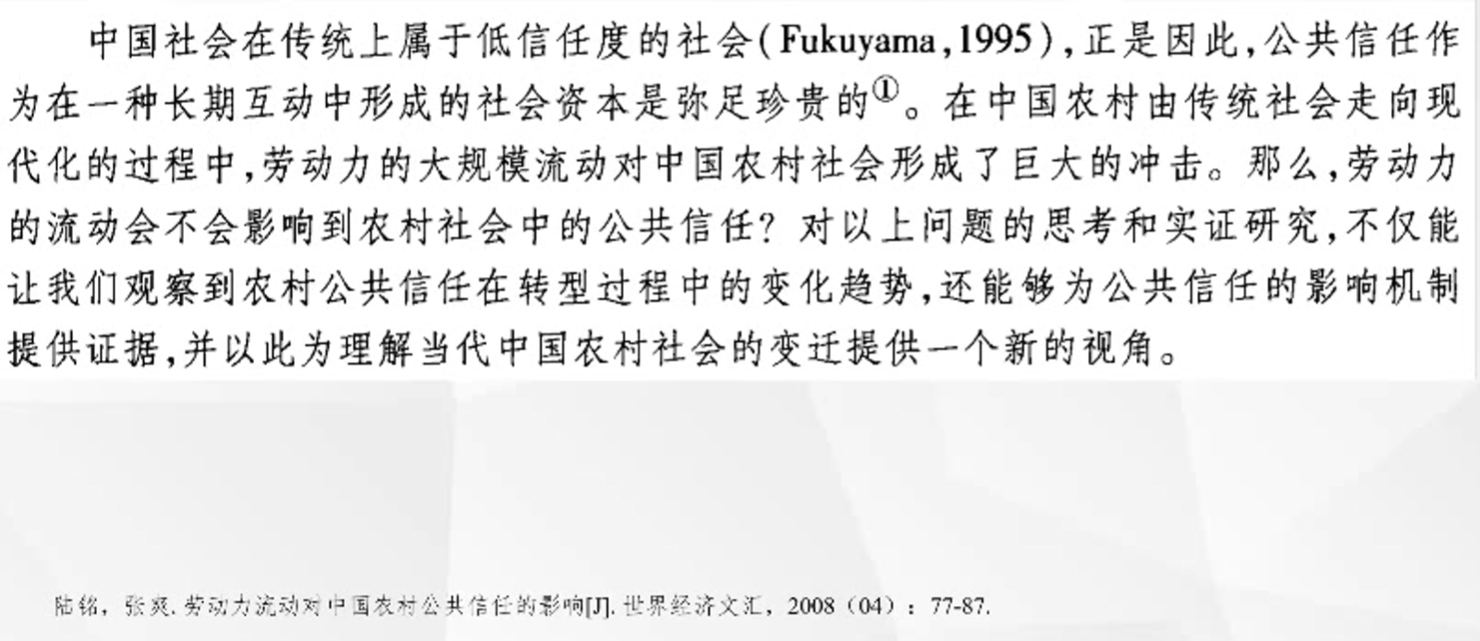 中国社会在传统上属于低信任度的社会(Fukuyama,1995),正是因此,公共信任作
为在一种长期互动中形成的社会资本是弥足珍贵的①。在中国农村由传统社会走向现
代化的过程中,劳动力的大规模流动对中国农村社会形成了巨大的冲击。那么,劳动力
的流动会不会影响到农村社会中的公共信任? 对以上问题的思考和实证研究,不仅能
让我们观察到农村公共信任在转型过程中的变化趋势,还能够为公共信任的影响机制
提供证据,并以此为理解当代中国农村社会的变迁提供一个新的视角。
陆铭，张爽.劳动力流动对中国农村公共信任的影响[J].世界经济文汇，2008（04）：77-87.